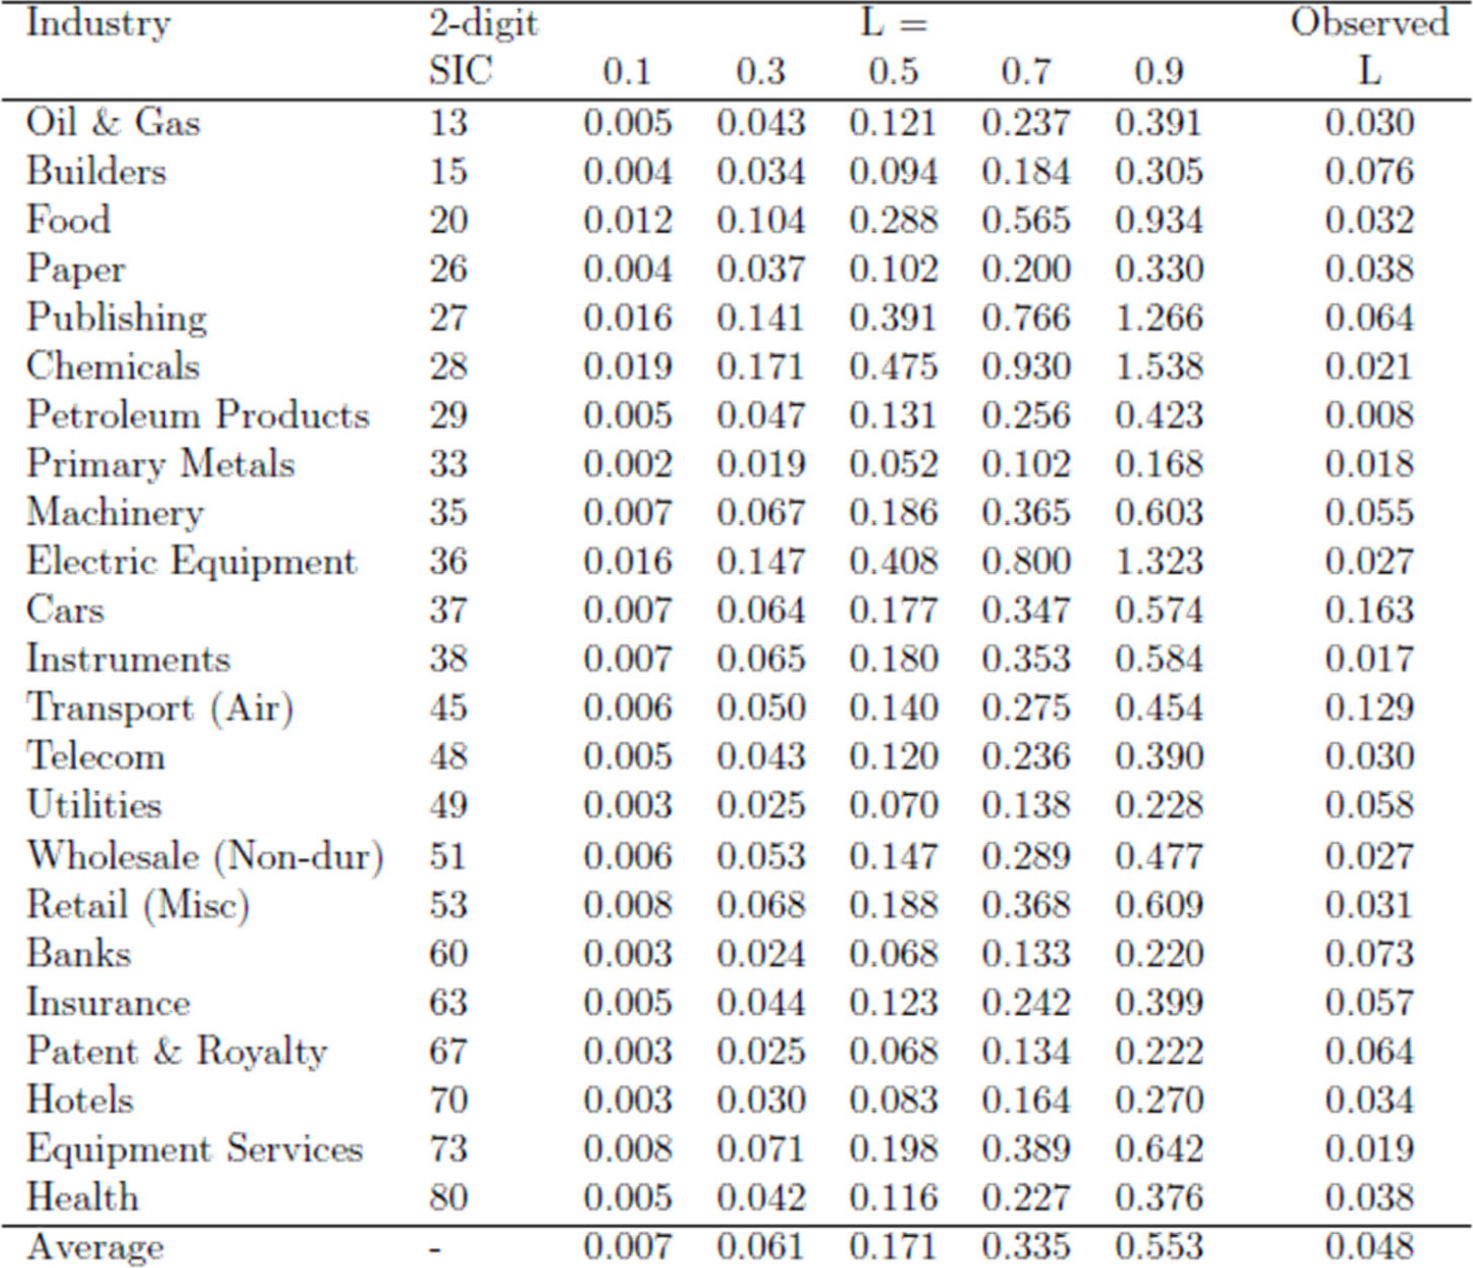 Industry 2-digit L = Observed
SIC 0.1 0.3 0.5 0.7 0.9 L
Oil & Gas 13 0.005 0.043 0.121 0.237 0.391 0.030
Builders 15 0.004 0.034 0.094 0.184 0.305 0.076
Food 20 0.012 0.104 0.288 0.565 0.934 0.032
Paper 26 0.004 0.037 0.102 0.200 0.330 0.038
Publishing 27 0.016 0.141 0.391 0.766 1.266 0.064
Chemicals 28 0.019 0.171 0.475 0.930 1.538 0.021
Petroleum Products 29 0.005 0.047 0.131 0.256 0.423 0.008
Primary Metals 33 0.002 0.019 0.052 0.102 0.168 0.018
Machinery 35 0.007 0.067 0.186 0.365 0.603 0.055
Electric Equipment 36 0.016 0.147 0.408 0.800 1.323 0.027
Cars 37 0.007 0.064 0.177 0.347 0.574 0.163
Instruments 38 0.007 0.065 0.180 0.353 0.584 0.017
Transport (Air) 45 0.006 0.050 0.140 0.275 0.454 0.129
Telecom 48 0.005 0.043 0.120 0.236 0.390 0.030
Utilities 49 0.003 0.025 0.070 0.138 0.228 0.058
Wholesale (Non-dur) 51 0.006 0.053 0.147 0.289 0.477 0.027
Retail (Misc) 53 0.008 0.068 0.188 0.368 0.609 0.031
Banks 60 0.003 0.024 0.068 0.133 0.220 0.073
Insurance 63 0.005 0.044 0.123 0.242 0.399 0.057
Patent & Royalty 67 0.003 0.025 0.068 0.134 0.222 0.064
Hotels 70 0.003 0.030 0.083 0.164 0.270 0.034
Equipment Services 73 0.008 0.071 0.198 0.389 0.642 0.019
Health 80 0.005 0.042 0.116 0.227 0.376 0.038
Average - 0.007 0.061 0.171 0.335 0.553 0.048